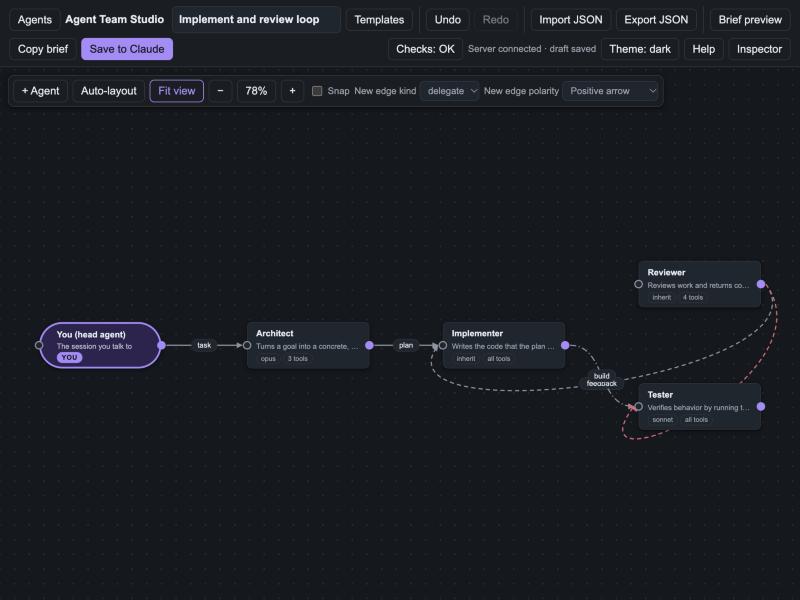 Agents
Agent Team Studio
Implement and review loop
Templates
Undo
Redo
Import JSON
Export JSON
Brief preview
Copy brief
Save to Claude
Checks: OK
Server connected · draft saved
Theme: dark
Help
Inspector
+ Agent
Auto-layout
Fit view
−
78%
+
Snap
New edge kind
delegate
New edge polarity
Positive arrow
Reviewer
Reviews work and returns co…
inherit
4 tools
You (head agent)
The session you talk to
YOU
task
Architect
Turns a goal into a concrete, …
opus
3 tools
plan
Implementer
Writes the code that the plan …
inherit
all tools
build
feedback
Tester
Verifies behavior by running t…
sonnet
all tools